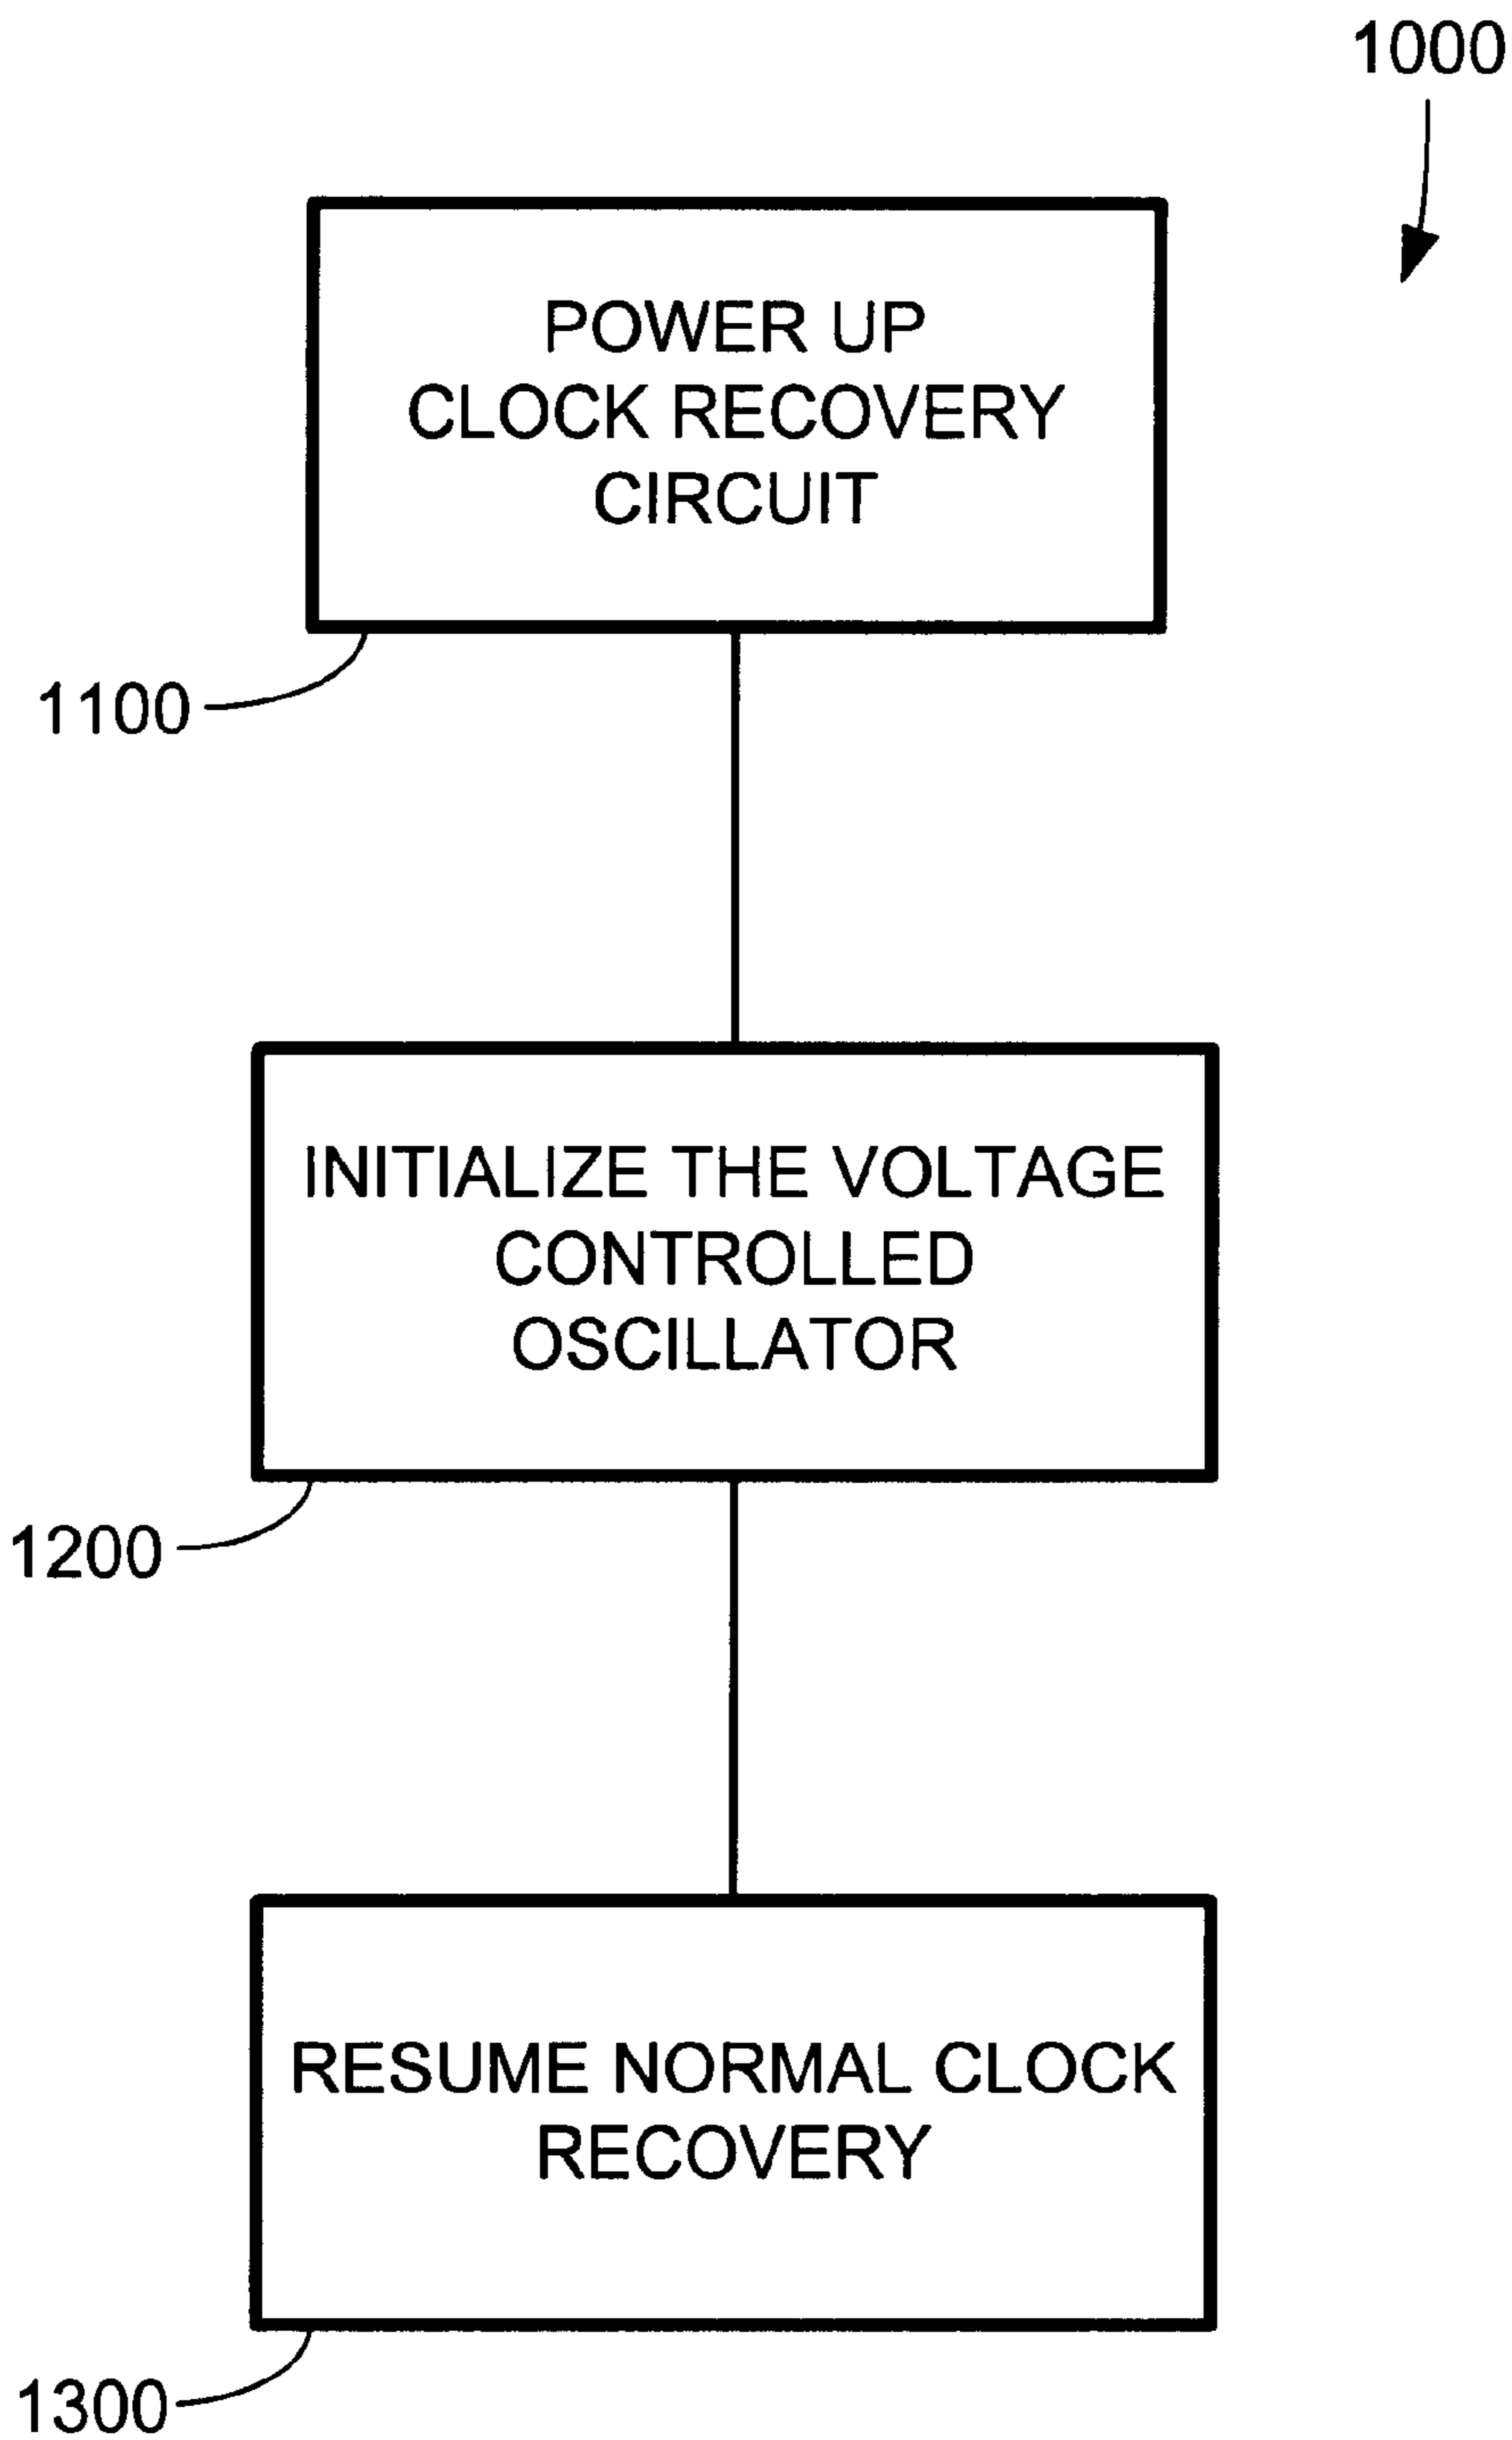 1000
POWER UP
CLOCK RECOVERY
CIRCUIT
1100
INITIALIZE THE VOLTAGE
CONTROLLED
OSCILLATOR
1200
RESUME NORMAL CLOCK
RECOVERY
1300